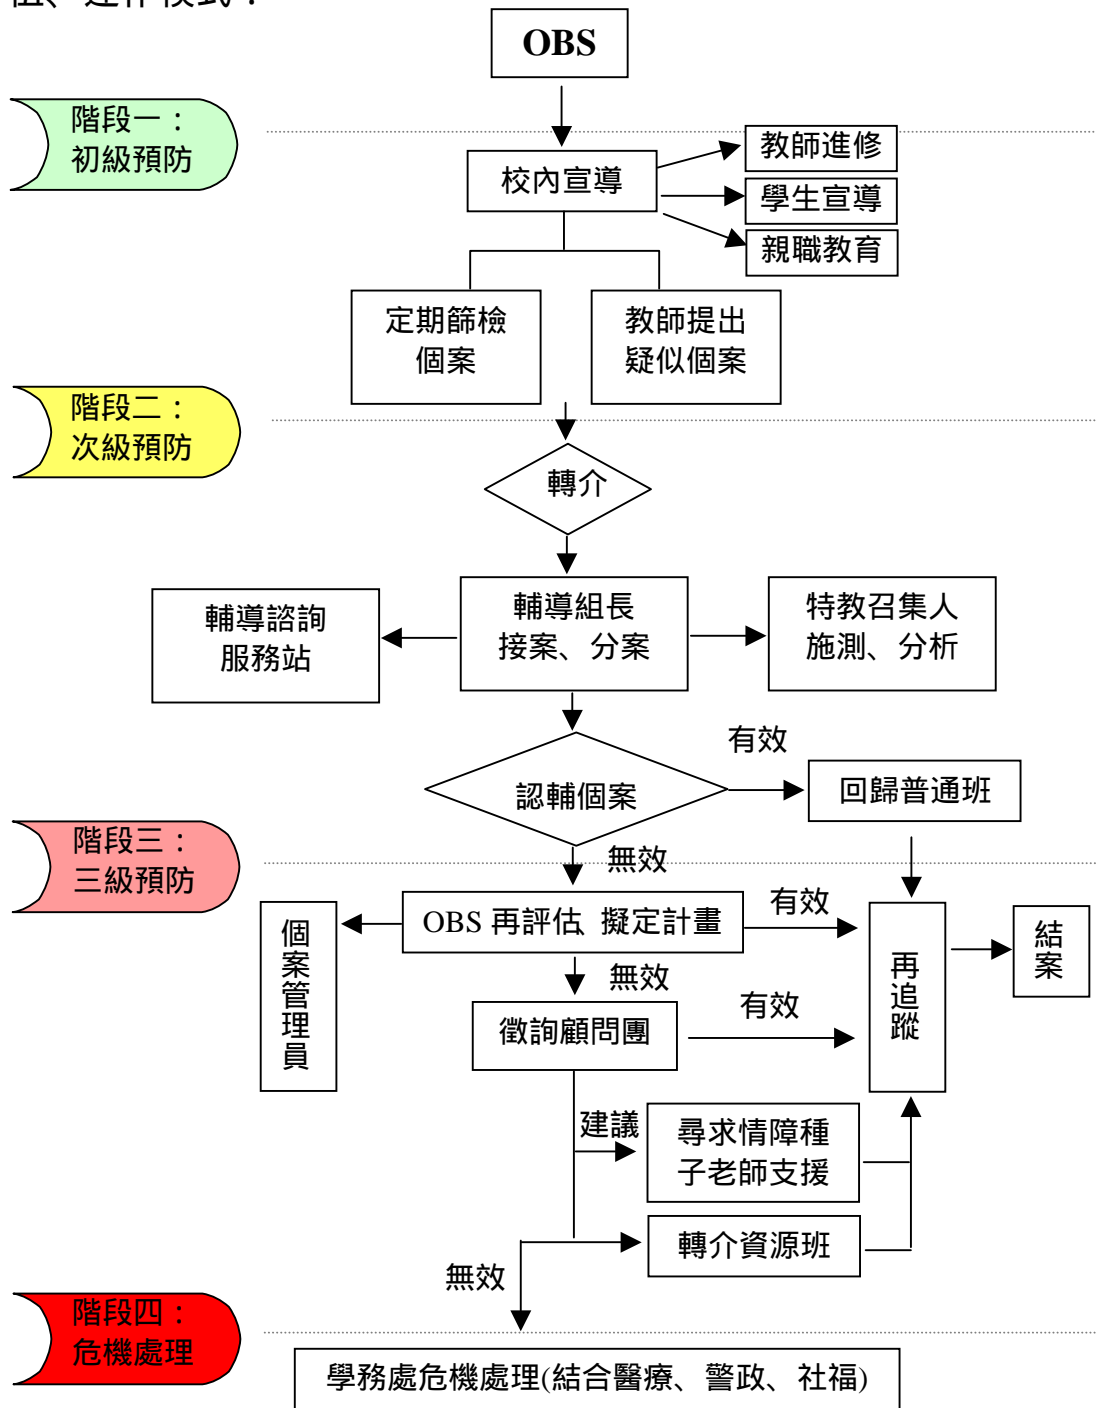 伍、運作模式：
OBS
階段一：
初級預防
校內宣導
教師進修
學生宣導
親職教育
定期篩檢
個案
教師提出
疑似個案
階段二：
次級預防
轉介
輔導諮詢
服務站
輔導組長
接案、分案
特教召集人
施測、分析
認輔個案
有效
回歸普通班
階段三：
三級預防
無效
個案管理員
OBS 再評估、擬定計畫
有效
再追蹤
結案
無效
徵詢顧問團
有效
建議
尋求情障種
子老師支援
轉介資源班
無效
階段四：
危機處理
學務處危機處理(結合醫療、警政、社福)